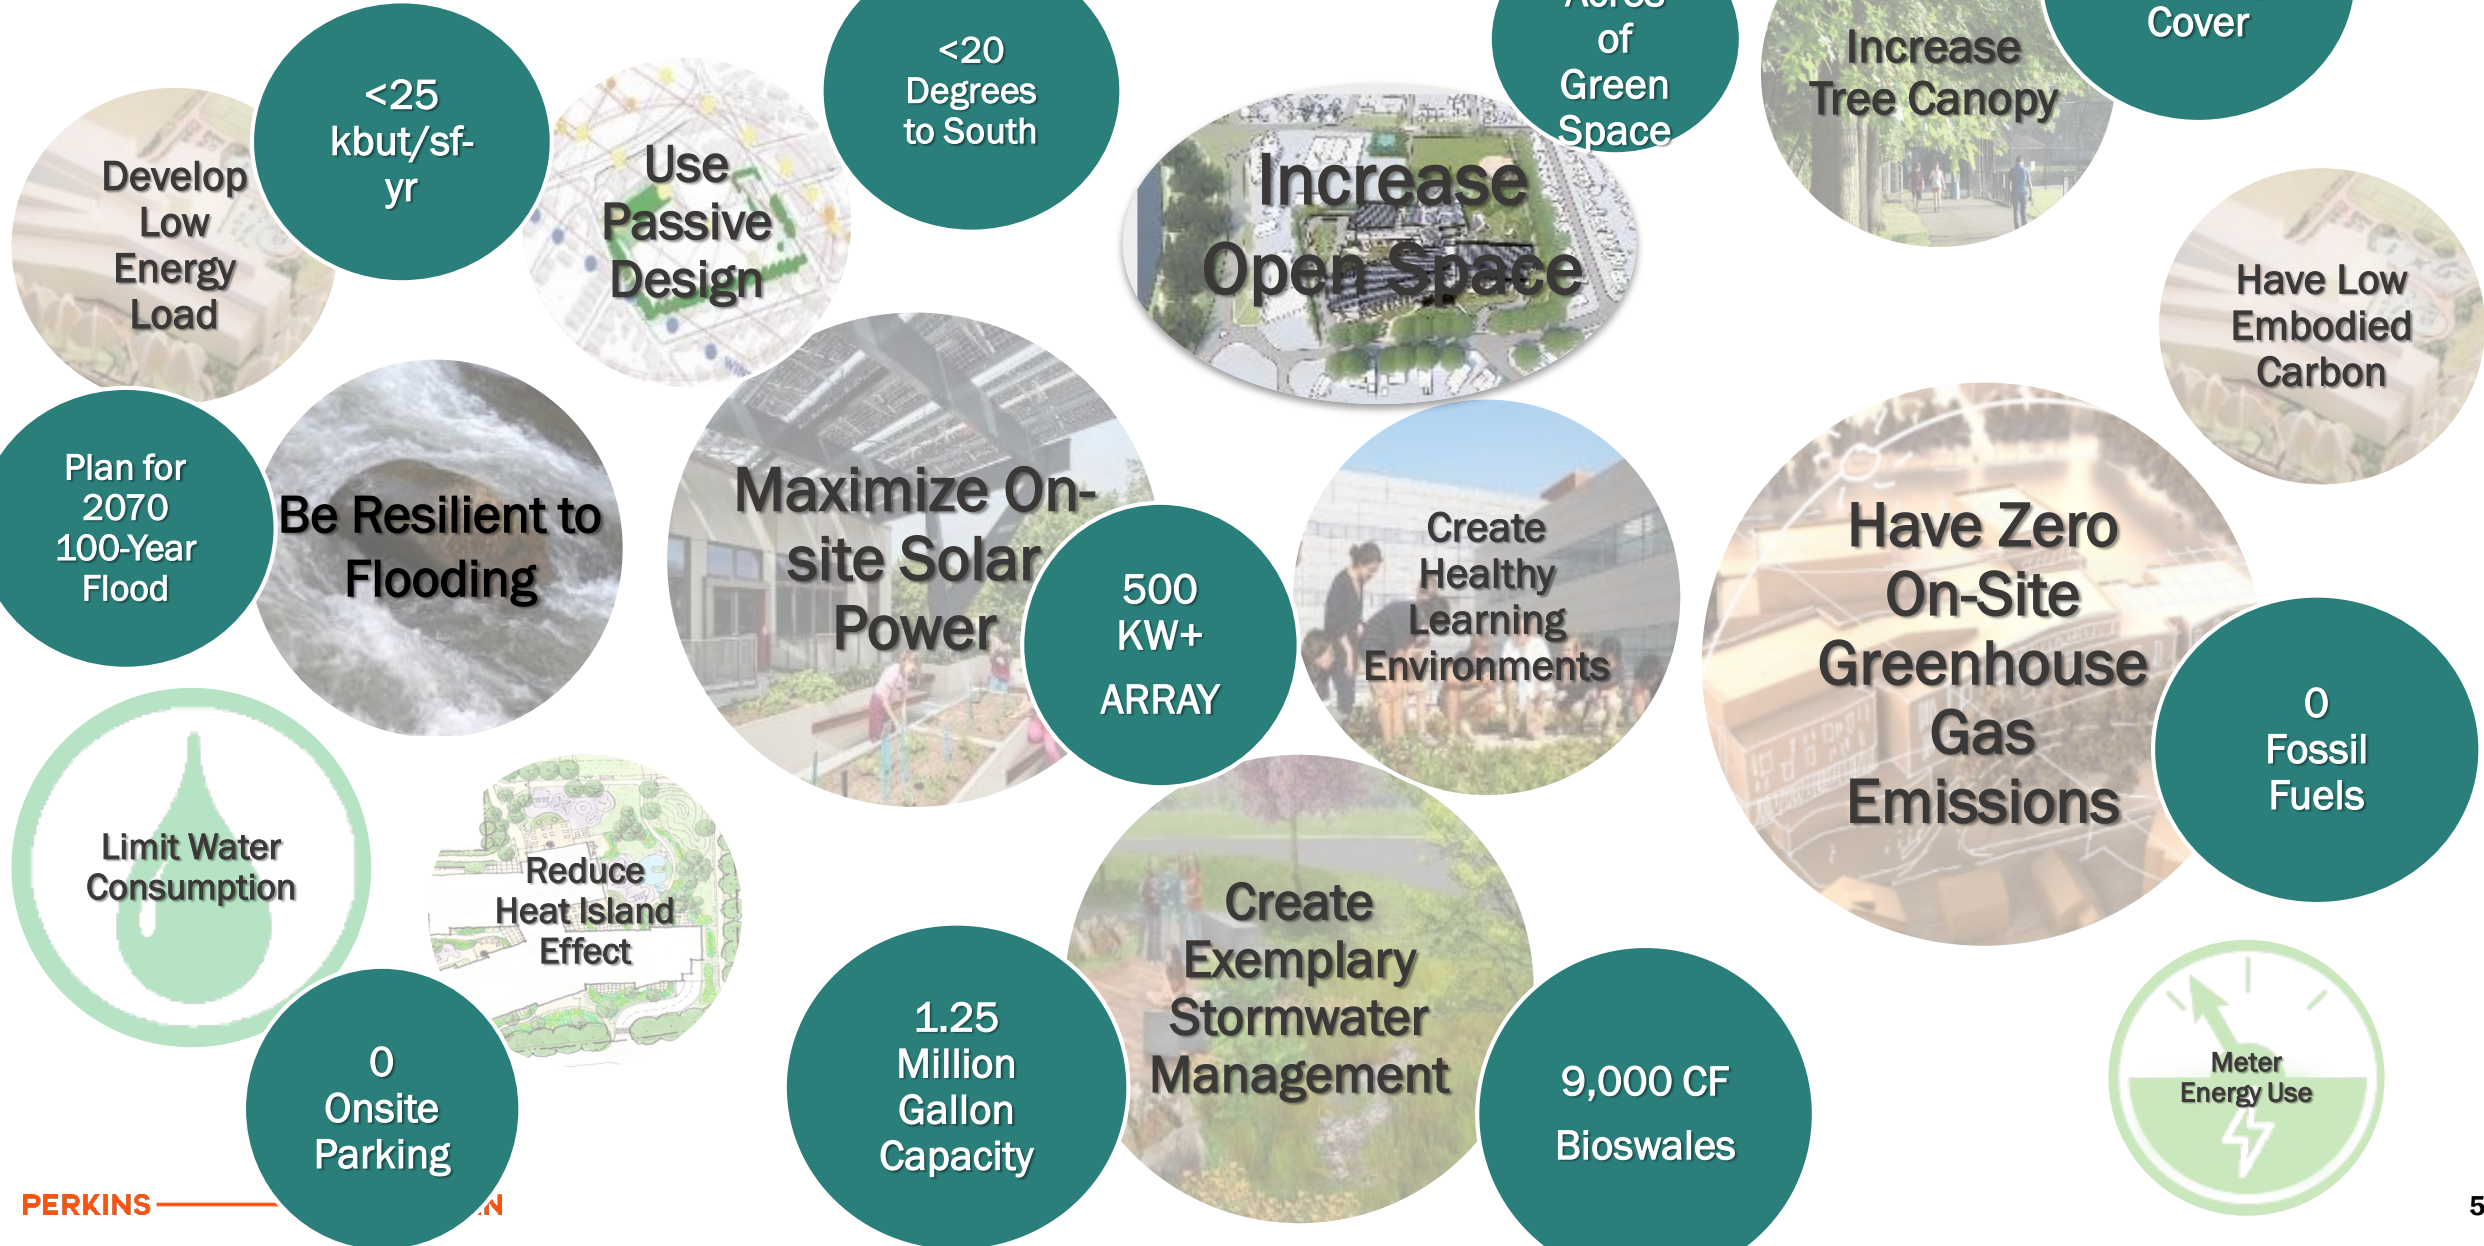 <25
kbut/sf-
yr
<20
Degrees
to South
of
Green
Space
Increase
Tree Canopy
Cover
Develop
Low
Energy
Load
Use
Passive
Design
Increase
Open Space
Have Low
Embodied
Carbon
Plan for
2070
100-Year
Flood
Be Resilient to
Flooding
Maximize On-
site Solar
Power
500
KW+
ARRAY
Create
Healthy
Learning
Environments
Have Zero
On-Site
Greenhouse
Gas
Emissions
0
Fossil
Fuels
Limit Water
Consumption
Reduce
Heat Island
Effect
0
Onsite
Parking
1.25
Million
Gallon
Capacity
Create
Exemplary
Stormwater
Management
9,000 CF
Bioswales
Meter
Energy Use
PERKINS
5